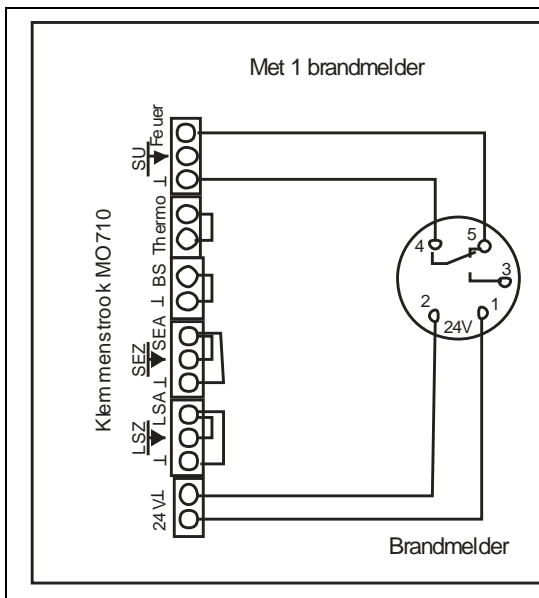 Met 1 brandmelder
Klemmenstrook MO710
Feuer
SU
⊥
Thermo
BS
⊥
SEA
SEZ
⊥
LSA
LSZ
⊥
24V⊥
4
5
3
2
1
24V
Brandmelder